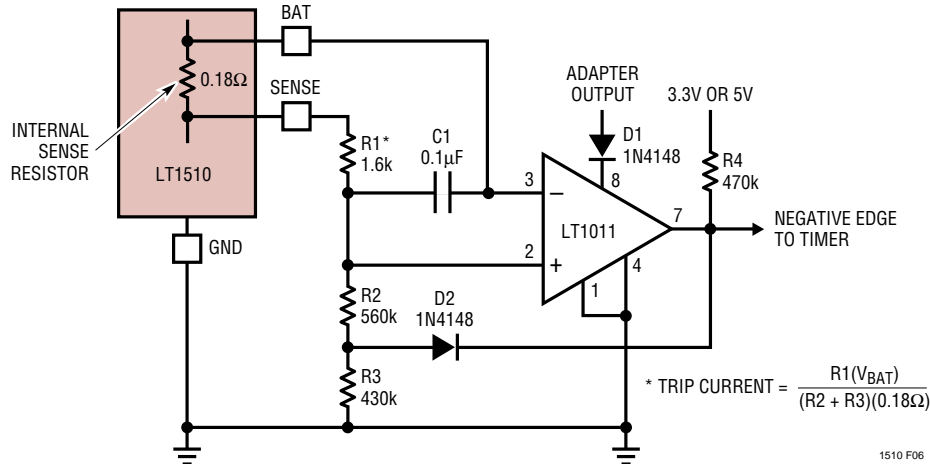 BAT
0.18Ω
SENSE
INTERNAL
SENSE
RESISTOR
LT1510
GND
R1*
1.6k
C1
0.1µF
ADAPTER
OUTPUT
3.3V OR 5V
D1
1N4148
R4
470k
3
−
8
LT1011
7
NEGATIVE EDGE
TO TIMER
2
+
4
1
R2
560k
D2
1N4148
R3
430k
* TRIP CURRENT = R1(VBAT)
(R2 + R3)(0.18Ω)
1510 F06